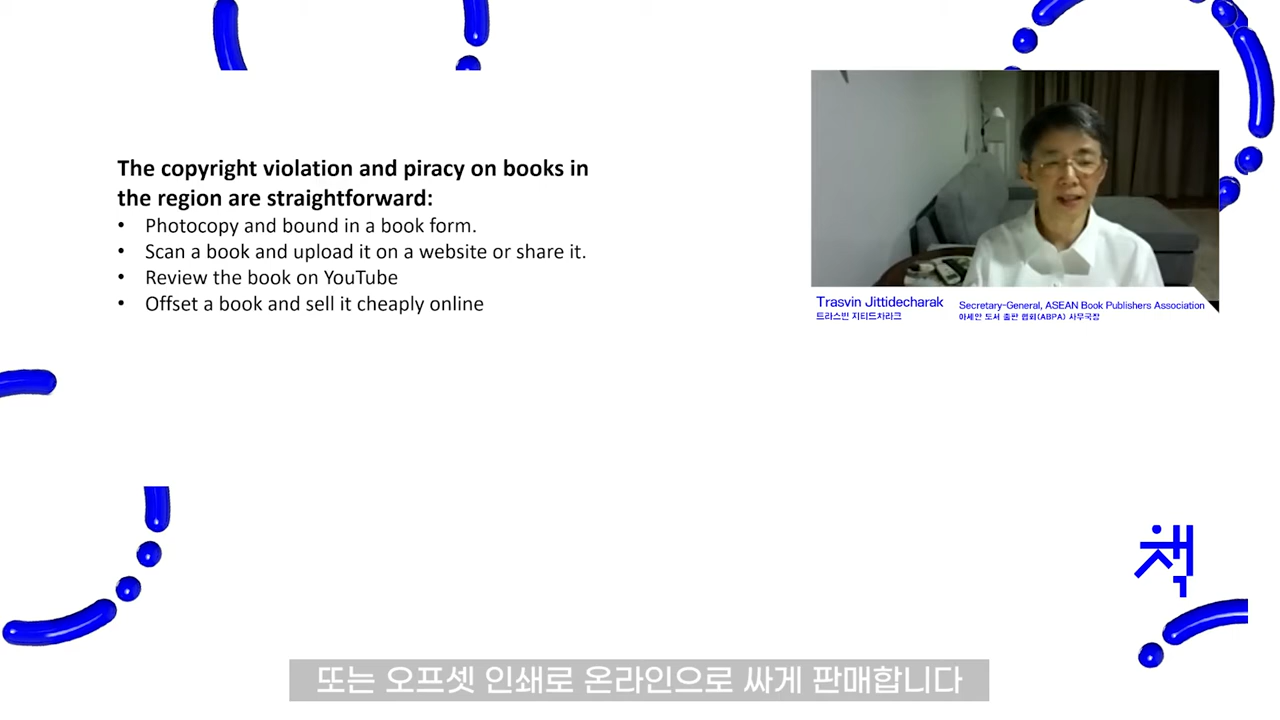 The copyright violation and piracy on books in
the region are straightforward:
• Photocopy and bound in a book form.
• Scan a book and upload it on a website or share it.
• Review the book on YouTube
• Offset a book and sell it cheaply online
Trasvin Jittidecharak
트라스빈 지티드차라크
Secretary-General, ASEAN Book Publishers Association
아세안 도서 출판 협회(ABPA) 사무국장
책
또는 오프셋 인쇄로 온라인으로 싸게 판매합니다